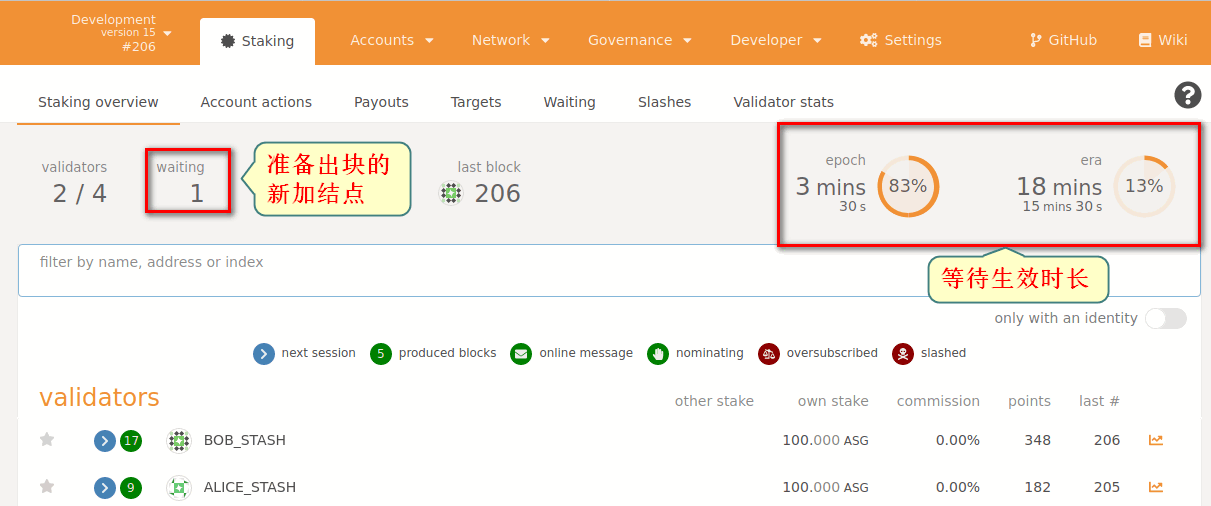 Development
version 15
#206
Staking
Accounts
Network
Governance
Developer
Settings
GitHub
Wiki
Staking overview
Account actions
Payouts
Targets
Waiting
Slashes
Validator stats
?
validators
2 / 4
waiting
1
准备出块的
新加结点
last block
206
epoch
3 mins
30 s
83%
era
18 mins
15 mins 30 s
13%
等待生效时长
filter by name, address or index
only with an identity
next session
5 produced blocks
online message
nominating
oversubscribed
slashed
validators other stake own stake commission points last #
17 BOB_STASH 100.000 ASG 0.00% 348 206
9 ALICE_STASH 100.000 ASG 0.00% 182 205